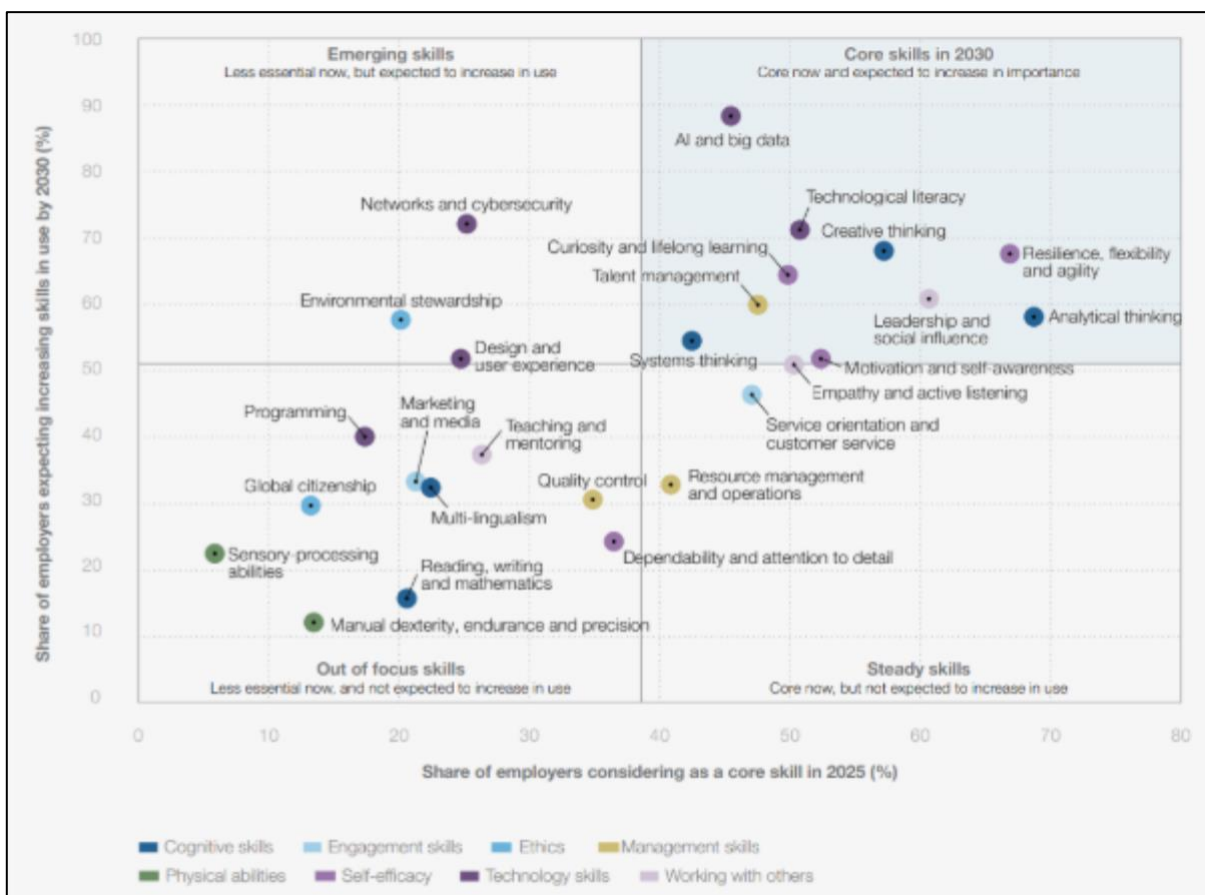 100
Emerging skills
Less essential now, but expected to increase in use
Core skills in 2030
Core now and expected to increase in importance
90
AI and big data
80
Networks and cybersecurity
Technological literacy
70
Creative thinking
Curiosity and lifelong learning
Resilience, flexibility
and agility
Talent management
60
Environmental stewardship
Leadership and
social influence
Analytical thinking
Systems thinking
Design and
user experience
Motivation and self-awareness
50
Empathy and active listening
Marketing
and media
Programming
Teaching and
mentoring
Service orientation and
customer service
40
Quality control
Resource management
and operations
Global citizenship
30
Multi-lingualism
Sensory-processing
abilities
Dependability and attention to detail
20
Reading, writing
and mathematics
Manual dexterity, endurance and precision
10
Out of focus skills
Less essential now, and not expected to increase in use
Steady skills
Core now, but not expected to increase in use
0
Share of employers expecting increasing skills in use by 2030 (%)
0 10 20 30 40 50 60 70 80
Share of employers considering as a core skill in 2025 (%)
Cognitive skills Engagement skills Ethics Management skills
Physical abilities Self-efficacy Technology skills Working with others